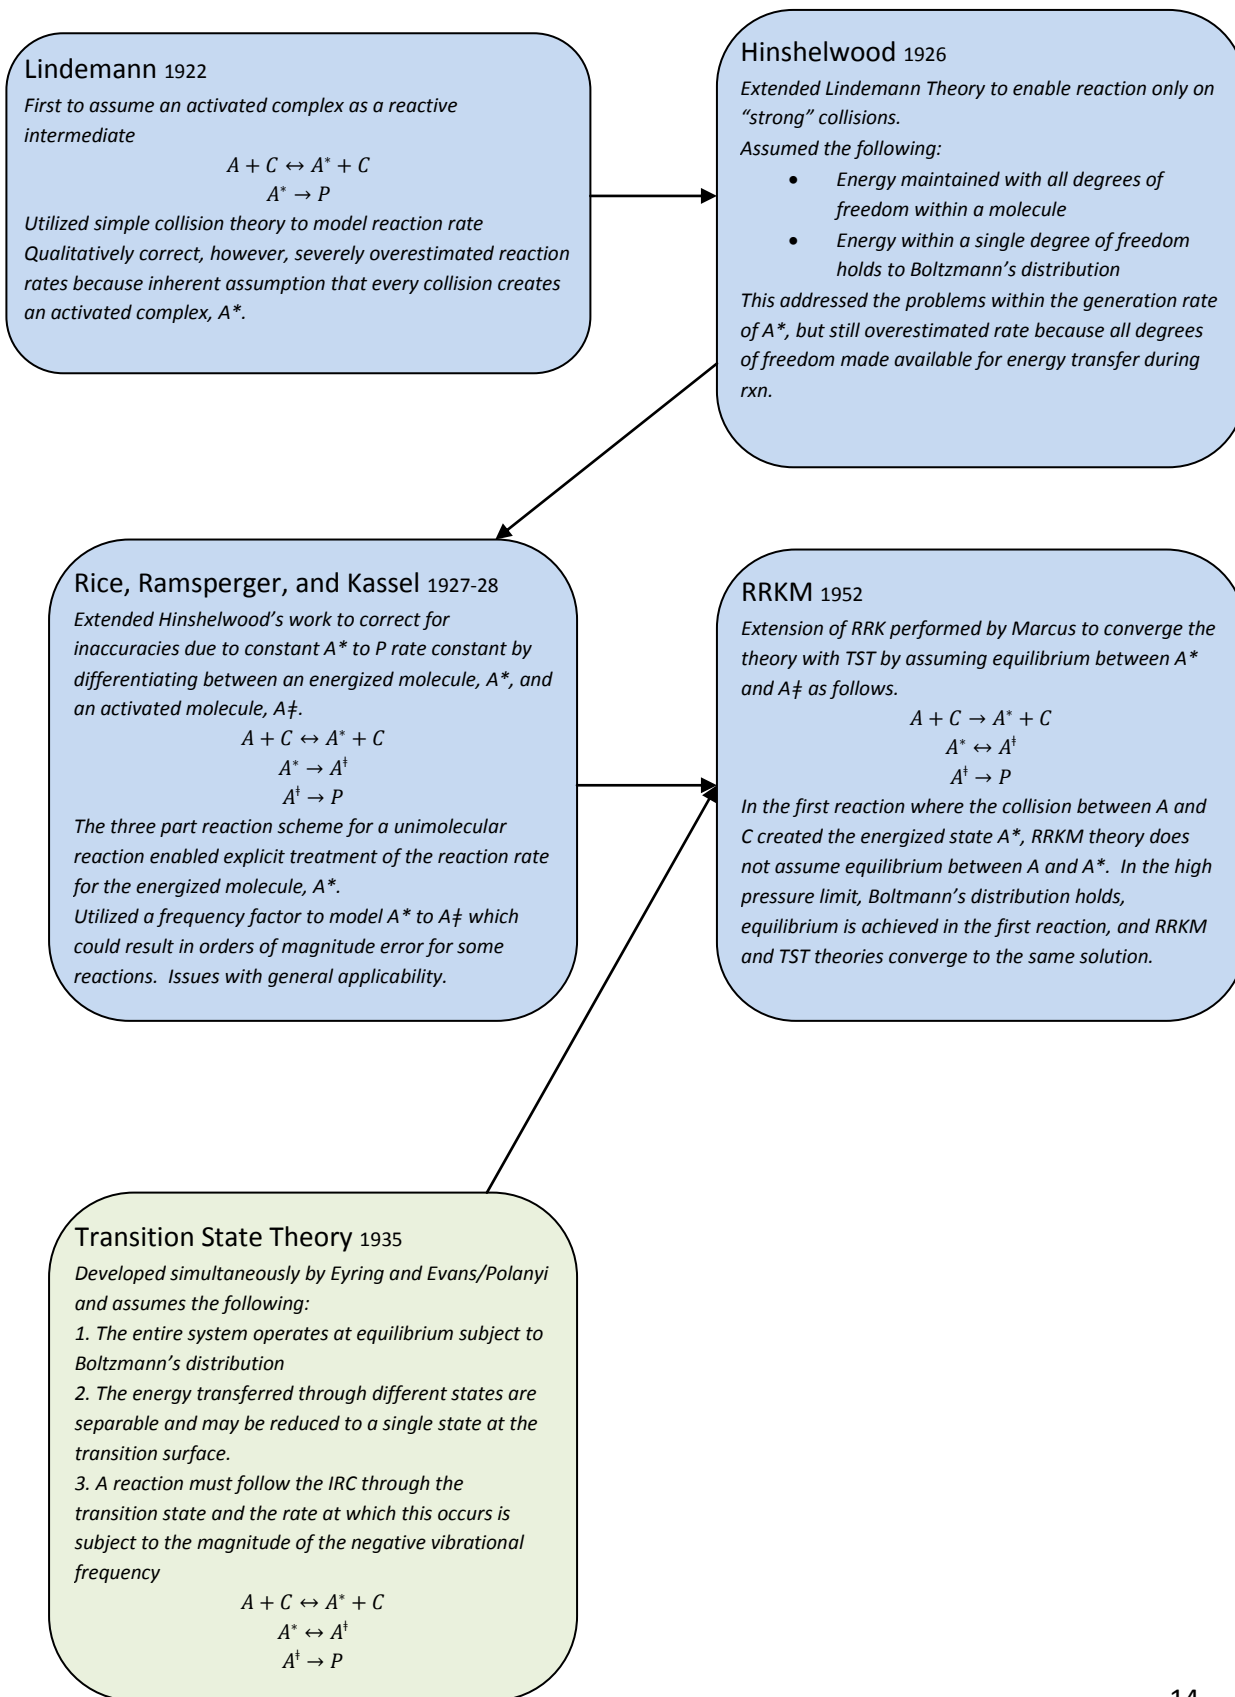 Lindemann 1922
First to assume an activated complex as a reactive
intermediate
A + C ↔ A* + C
A* → P
Utilized simple collision theory to model reaction rate
Qualitatively correct, however, severely overestimated reaction
rates because inherent assumption that every collision creates
an activated complex, A*.
Hinshelwood 1926
Extended Lindemann Theory to enable reaction only on
“strong” collisions.
Assumed the following:
• Energy maintained with all degrees of
freedom within a molecule
• Energy within a single degree of freedom
holds to Boltzmann’s distribution
This addressed the problems within the generation rate
of A*, but still overestimated rate because all degrees
of freedom made available for energy transfer during
rxn.
Rice, Ramsperger, and Kassel 1927-28
Extended Hinshelwood’s work to correct for
inaccuracies due to constant A* to P rate constant by
differentiating between an energized molecule, A*, and
an activated molecule, A‡.
A + C ↔ A* + C
A* → A‡
A‡ → P
The three part reaction scheme for a unimolecular
reaction enabled explicit treatment of the reaction rate
for the energized molecule, A*.
Utilized a frequency factor to model A* to A‡ which
could result in orders of magnitude error for some
reactions. Issues with general applicability.
RRKM 1952
Extension of RRK performed by Marcus to converge the
theory with TST by assuming equilibrium between A*
and A‡ as follows.
A + C → A* + C
A* ↔ A‡
A‡ → P
In the first reaction where the collision between A and
C created the energized state A*, RRKM theory does
not assume equilibrium between A and A*. In the high
pressure limit, Boltmann’s distribution holds,
equilibrium is achieved in the first reaction, and RRKM
and TST theories converge to the same solution.
Transition State Theory 1935
Developed simultaneously by Eyring and Evans/Polanyi
and assumes the following:
1. The entire system operates at equilibrium subject to
Boltzmann’s distribution
2. The energy transferred through different states are
separable and may be reduced to a single state at the
transition surface.
3. A reaction must follow the IRC through the
transition state and the rate at which this occurs is
subject to the magnitude of the negative vibrational
frequency
A + C ↔ A* + C
A* ↔ A‡
A‡ → P
14